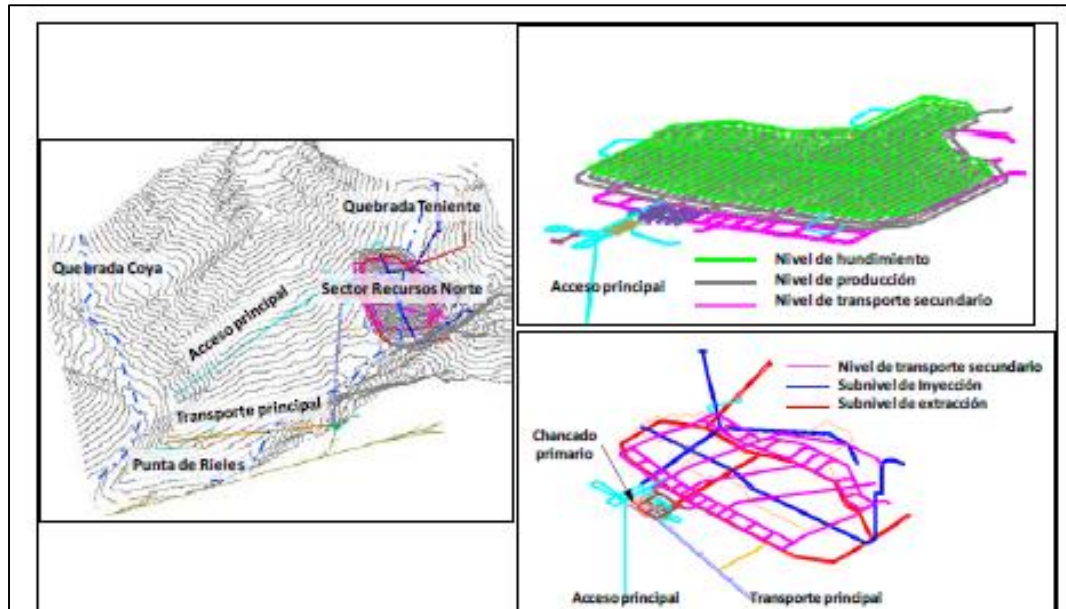 Quebrada Teniente
Quebrada Coya
Sector Recursos Norte
Acceso principal
Transporte principal
Punta de Rieles
Acceso principal
Nivel de hundimiento
Nivel de producción
Nivel de transporte secundario
Nivel de transporte secundario
Subnivel de Inyección
Subnivel de extracción
Chancado
primario
Acceso principal
Transporte principal